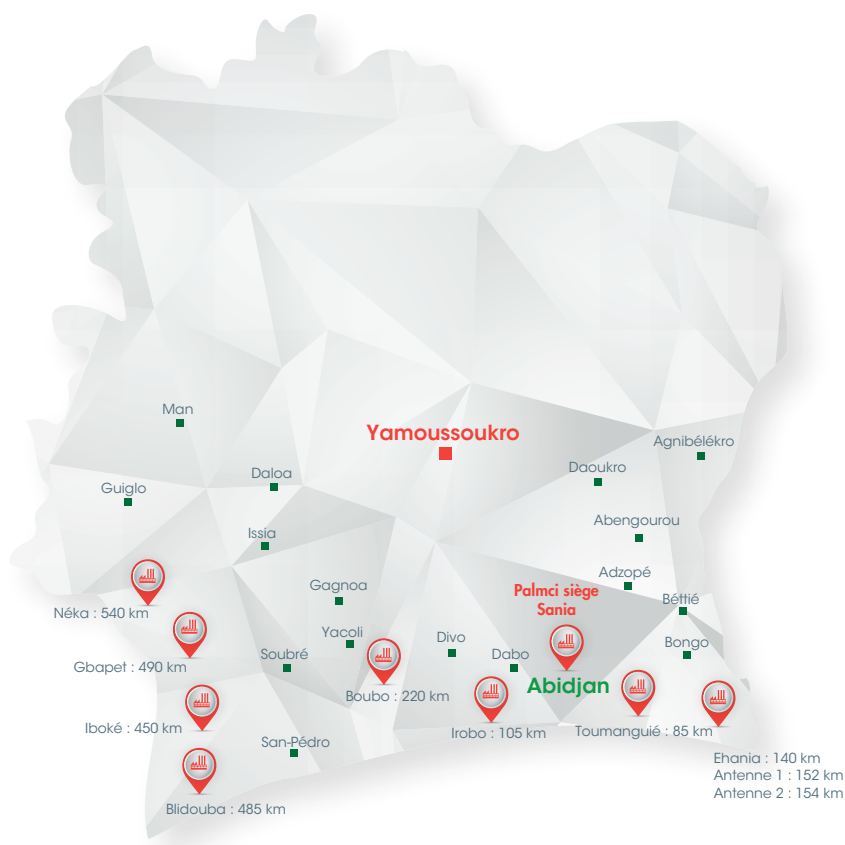 Man
Yamoussoukro
Agnibélékro
Daloa
Daoukro
Guiglo
Abengourou
Issia
Adzopé
Gagnoa
Palmci siège
Sania
Béttié
Néka : 540 km
Yacoli
Divo
Bongo
Gbapet : 490 km
Soubré
Dabo
Boubo : 220 km
Abidjan
Iboké : 450 km
Irobo : 105 km
Toumanguié : 85 km
San-Pédro
Ehania : 140 km
Antenne 1 : 152 km
Antenne 2 : 154 km
Blidouba : 485 km